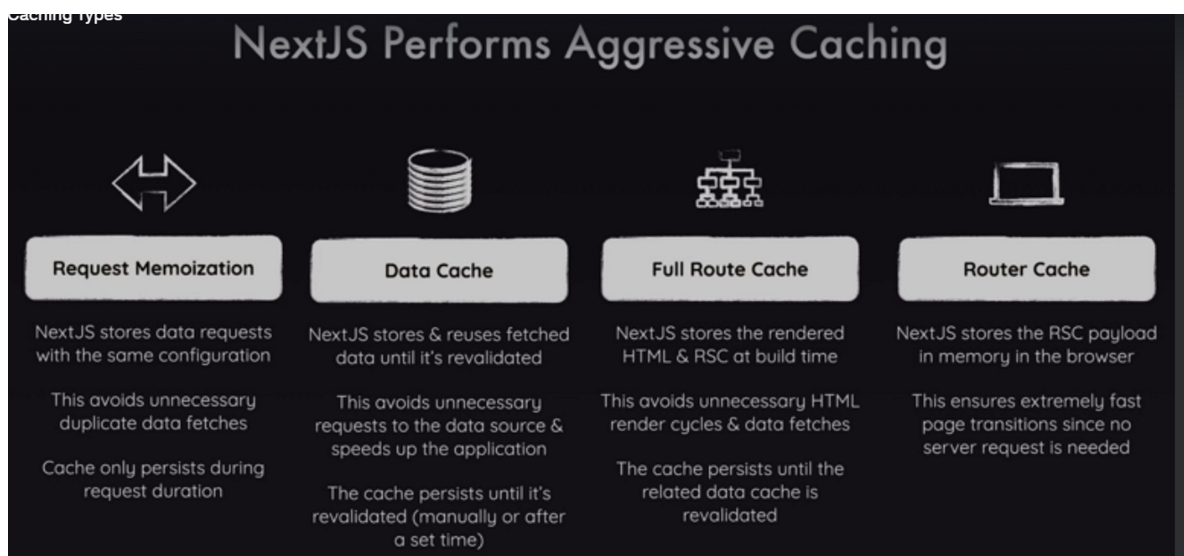 Caching Types
NextJS Performs Aggressive Caching
Request Memoization
NextJS stores data requests
with the same configuration
This avoids unnecessary
duplicate data fetches
Cache only persists during
request duration
Data Cache
NextJS stores & reuses fetched
data until it's revalidated
This avoids unnecessary
requests to the data source &
speeds up the application
The cache persists until it's
revalidated (manually or after
a set time)
Full Route Cache
NextJS stores the rendered
HTML & RSC at build time
This avoids unnecessary HTML
render cycles & data fetches
The cache persists until the
related data cache is
revalidated
Router Cache
NextJS stores the RSC payload
in memory in the browser
This ensures extremely fast
page transitions since no
server request is needed